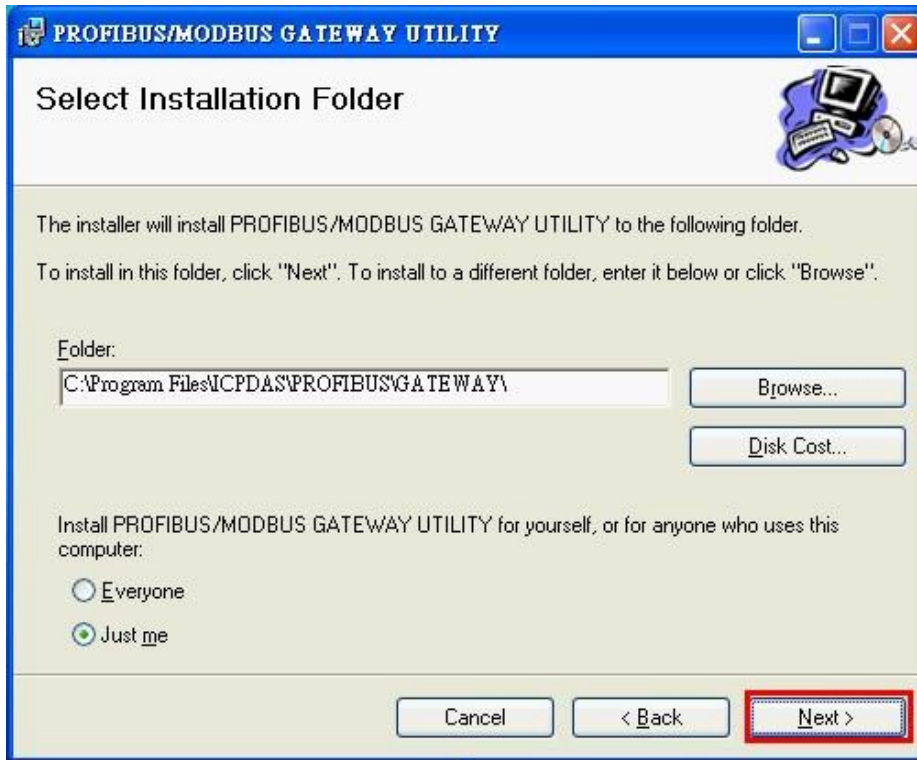 PROFIBUS/MODBUS GATEWAY UTILITY
Select Installation Folder
The installer will install PROFIBUS/MODBUS GATEWAY UTILITY to the following folder.
To install in this folder, click "Next". To install to a different folder, enter it below or click "Browse".
Folder:
C:\Program Files\ICPDAS\PROFIBUS\GATEWAY\
Browse...
Disk Cost...
Install PROFIBUS/MODBUS GATEWAY UTILITY for yourself, or for anyone who uses this
computer:
Everyone
Just me
Cancel
< Back
Next >